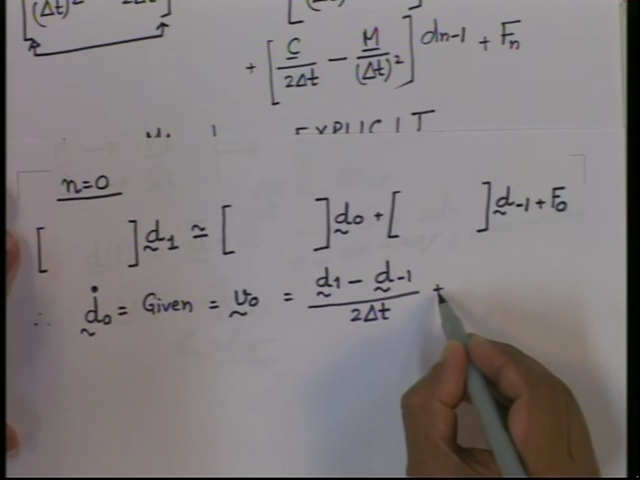 (Δt)²
+ [ C/2Δt − M/(Δt)² ] dn-1 + Fn
EXPLICIT
n=0
[ ] d1 ≃ [ ] d0 + [ ] d-1 + F0
∴ ḋ0 = Given = v0 = (d1 − d-1)/2Δt +